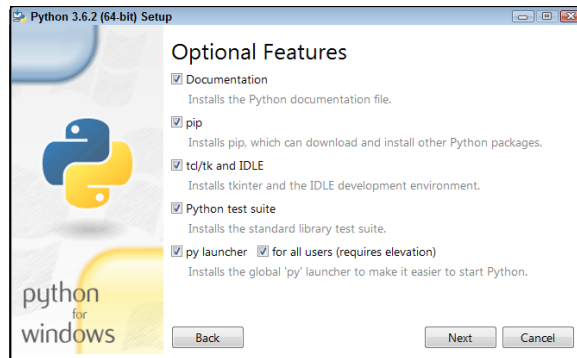 Python 3.6.2 (64-bit) Setup
Optional Features
Documentation
Installs the Python documentation file.
pip
Installs pip, which can download and install other Python packages.
tcl/tk and IDLE
Installs tkinter and the IDLE development environment.
Python test suite
Installs the standard library test suite.
py launcher for all users (requires elevation)
Installs the global 'py' launcher to make it easier to start Python.
python
for
windows
Back Next Cancel